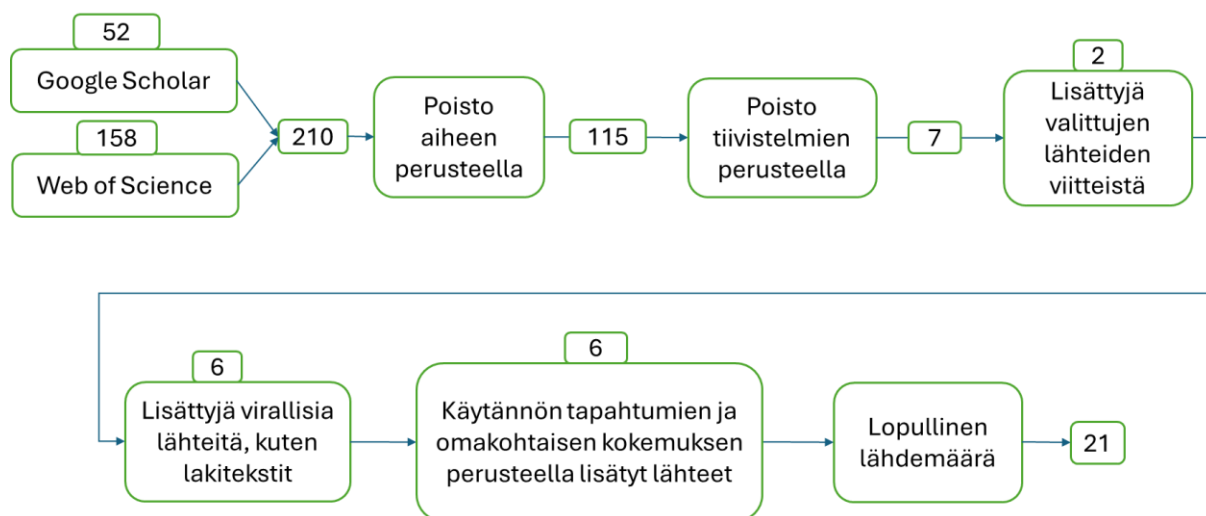 52
Google Scholar
158
Web of Science
210
Poisto
aiheen
perusteella
115
Poisto
tiivistelmien
perusteella
7
2
Lisättyjä
valittujen
lähteiden
viitteistä
6
Lisättyjä virallisia
lähteitä, kuten
lakitekstit
6
Käytännön tapahtumien ja
omakohtaisen kokemuksen
perusteella lisätyt lähteet
Lopullinen
lähdemäärä
21